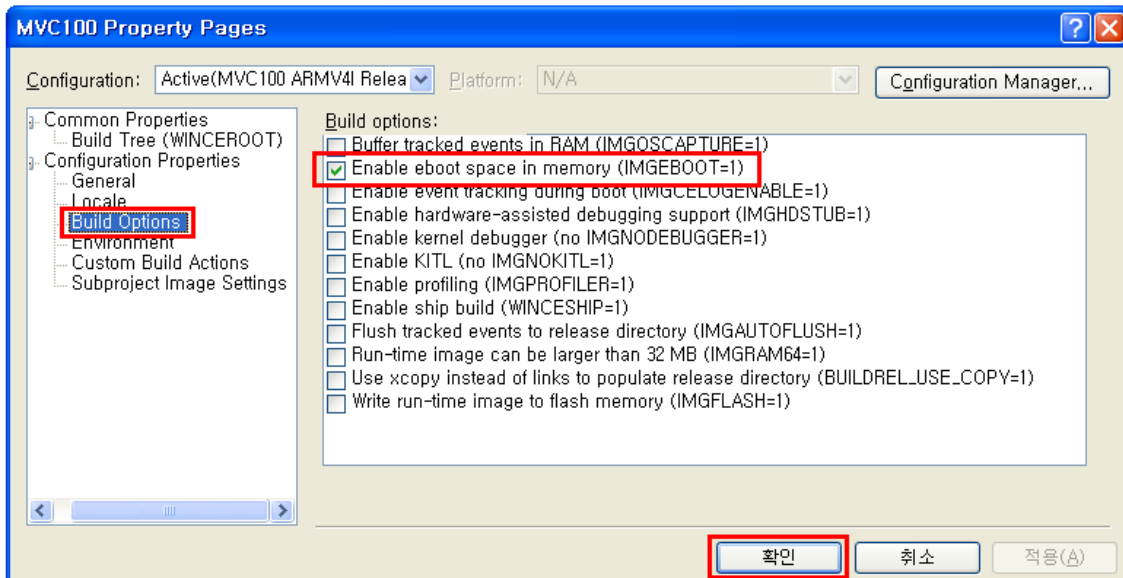 MVC100 Property Pages
Configuration: Active(MVC100 ARMV4I Relea Platform: N/A Configuration Manager...
Common Properties
Build Tree (WINCEROOT)
Configuration Properties
General
Locale
Build Options
Environment
Custom Build Actions
Subproject Image Settings
Build options:
Buffer tracked events in RAM (IMGOSCAPTURE=1)
Enable eboot space in memory (IMGEBOOT=1)
Enable event tracking during boot (IMGCELOGENABLE=1)
Enable hardware-assisted debugging support (IMGHDSTUB=1)
Enable kernel debugger (no IMGNODEBUGGER=1)
Enable KITL (no IMGNOKITL=1)
Enable profiling (IMGPROFILER=1)
Enable ship build (WINCESHIP=1)
Flush tracked events to release directory (IMGAUTOFLUSH=1)
Run-time image can be larger than 32 MB (IMGRAM64=1)
Use xcopy instead of links to populate release directory (BUILDREL_USE_COPY=1)
Write run-time image to flash memory (IMGFLASH=1)
확인 취소 적용(A)